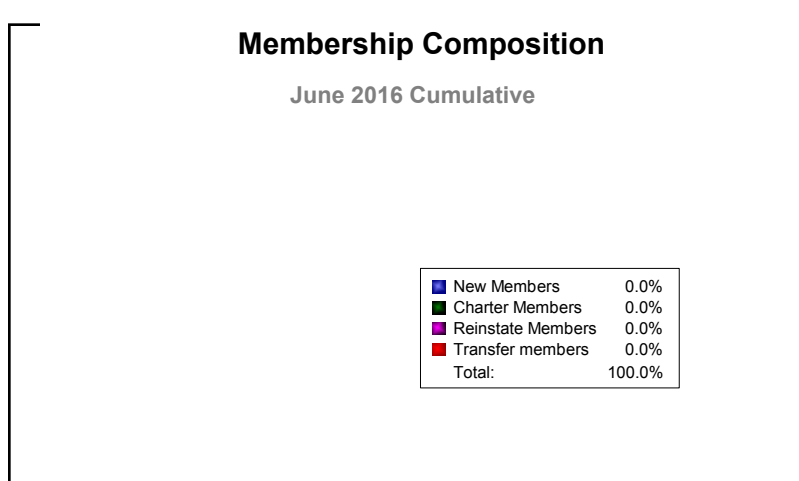 Membership Composition
June 2016 Cumulative
New Members 0.0%
Charter Members 0.0%
Reinstate Members 0.0%
Transfer members 0.0%
Total: 100.0%